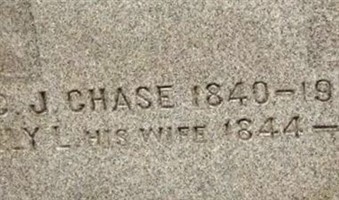 J. CHASE 1840-19
L. HIS WIFE 1844-